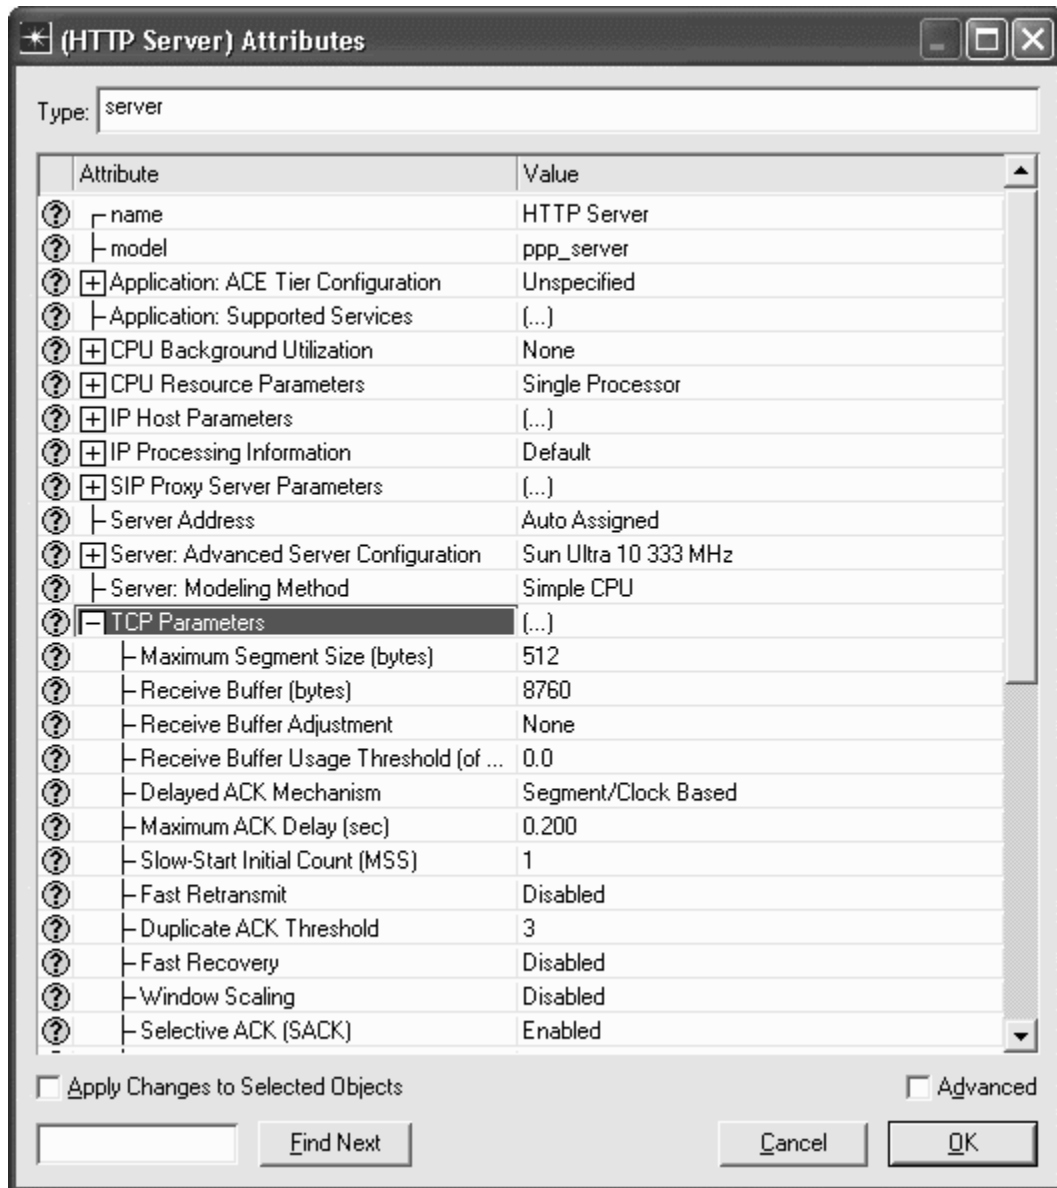 (HTTP Server) Attributes
Type: server
Attribute Value
name HTTP Server
model ppp_server
Application: ACE Tier Configuration Unspecified
Application: Supported Services (...)
CPU Background Utilization None
CPU Resource Parameters Single Processor
IP Host Parameters (...)
IP Processing Information Default
SIP Proxy Server Parameters (...)
Server Address Auto Assigned
Server: Advanced Server Configuration Sun Ultra 10 333 MHz
Server: Modeling Method Simple CPU
TCP Parameters (...)
Maximum Segment Size (bytes) 512
Receive Buffer (bytes) 8760
Receive Buffer Adjustment None
Receive Buffer Usage Threshold (of ... 0.0
Delayed ACK Mechanism Segment/Clock Based
Maximum ACK Delay (sec) 0.200
Slow-Start Initial Count (MSS) 1
Fast Retransmit Disabled
Duplicate ACK Threshold 3
Fast Recovery Disabled
Window Scaling Disabled
Selective ACK (SACK) Enabled
Apply Changes to Selected Objects Advanced
Find Next Cancel OK